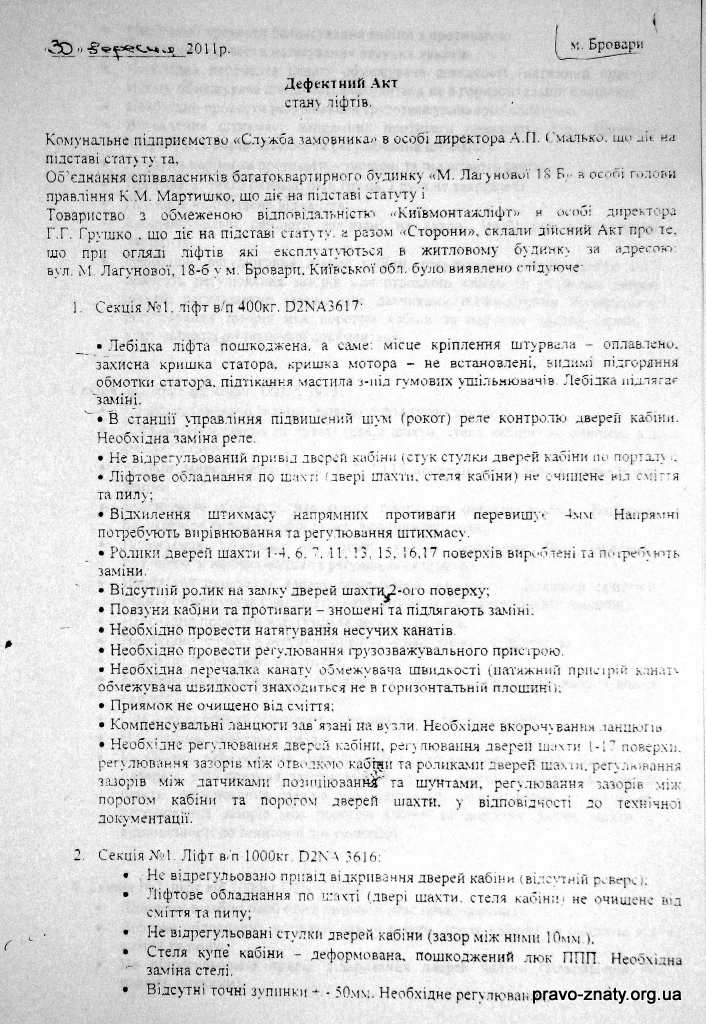 «30» вересня 2011р.
м. Бровари
Дефектний Акт
стану ліфтів.
Комунальне підприємство «Служба замовника» в особі директора А.П. Смалько, що діє на
підставі статуту та,
Об'єднання співвласників багатоквартирного будинку «М. Лагунової 18 Б» в особі голови
правління К.М. Мартишко, що діє на підставі статуту і
Товариство з обмеженою відповідальністю «Київмонтажліфт» в особі директора
Г.Г. Грушко , що діє на підставі статуту, а разом «Сторони», склали дійсний Акт про те,
що при огляді ліфтів які експлуатуються в житловому будинку за адресою:
вул. М. Лагунової, 18-б у м. Бровари, Київської обл. було виявлено слідуюче:
1. Секція №1, ліфт в/п 400кг. D2NA3617:
• Лебідка ліфта пошкоджена, а саме: місце кріплення штурвала – оплавлено,
захисна кришка статора, кришка мотора – не встановлені, видимі підгоряння
обмотки статора, підтікання мастила з-під гумових ущільнювачів. Лебідка підлягає
заміні.
• В станції управління підвищений шум (рокот) реле контролю дверей кабіни.
Необхідна заміна реле.
• Не відрегульований привід дверей кабіни (стук стулки дверей кабіни по порталу).
• Ліфтове обладнання по шахті (двері шахти, стеля кабіни) не очищене від сміття
та пилу;
• Відхилення штихмасу напрямних противаги перевищує 4мм. Напрямні
потребують вирівнювання та регулювання штихмасу.
• Ролики дверей шахти 1-4, 6, 7, 11, 13, 15, 16,17 поверхів вироблені та потребують
заміни.
• Відсутній ролик на замку дверей шахти 2-ого поверху;
• Повзуни кабіни та противаги – зношені та підлягають заміні;
• Необхідно провести натягування несучих канатів.
• Необхідно провести регулювання грузозважувального пристрою.
• Необхідна перечалка канату обмежувача швидкості (натяжний пристрій канату
обмежувача швидкості знаходиться не в горизонтальній площині);
• Приямок не очищено від сміття;
• Компенсувальні ланцюги зав'язані на вузли. Необхідне вкорочування ланцюгів.
• Необхідне регулювання дверей кабіни, регулювання дверей шахти 1-17 поверхи,
регулювання зазорів між отводкою кабіни та роликами дверей шахти, регулювання
зазорів між датчиками позиціювання та шунтами, регулювання зазорів між
порогом кабіни та порогом дверей шахти, у відповідності до технічної
документації.
2. Секція №1. Ліфт в/п 1000кг. D2NA 3616:
• Не відрегульовано привід відкривання дверей кабіни (відсутній реверс);
• Ліфтове обладнання по шахті (двері шахти, стеля кабіни) не очищене від
сміття та пилу;
• Не відрегульовані стулки дверей кабіни (зазор між ними 10мм.).
• Стеля купе кабіни – деформована, пошкоджений люк ППП. Необхідна
заміна стелі.
• Відсутні точні зупинки + - 50мм. Необхідне
pravo-znaty.org.ua